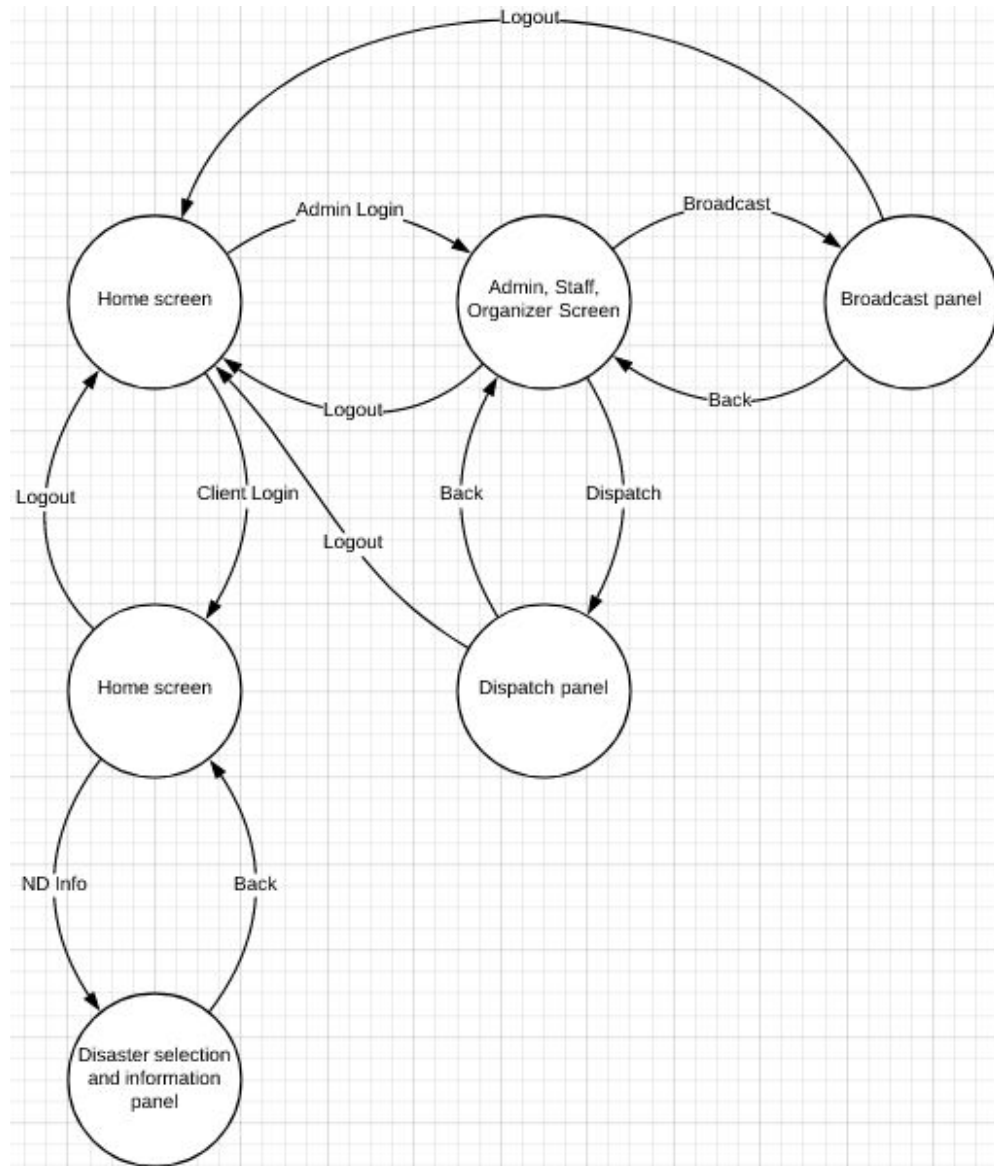 Logout
Admin Login
Broadcast
Home screen
Admin, Staff,
Organizer Screen
Broadcast panel
Logout
Back
Logout
Client Login
Back
Dispatch
Logout
Home screen
Dispatch panel
ND Info
Back
Disaster selection
and information
panel